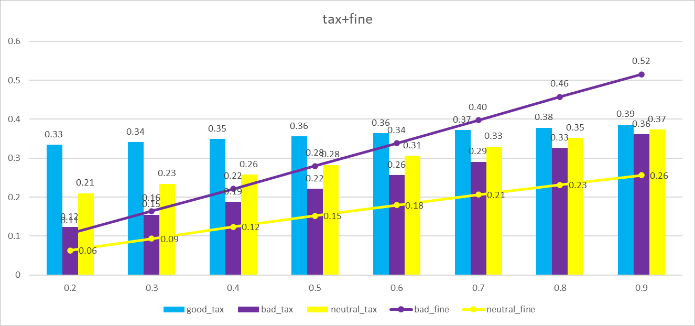 tax+fine
0.6
0.5
0.4
0.3
0.2
0.1
0
0.33 0.34 0.35 0.36 0.36 0.37 0.38 0.39
0.12 0.15 0.19 0.22 0.26 0.29 0.33 0.36
0.21 0.23 0.26 0.28 0.31 0.33 0.35 0.37
0.11 0.16 0.22 0.28 0.34 0.40 0.46 0.52
0.06 0.09 0.12 0.15 0.18 0.21 0.23 0.26
0.2 0.3 0.4 0.5 0.6 0.7 0.8 0.9
good_tax bad_tax neutral_tax bad_fine neutral_fine